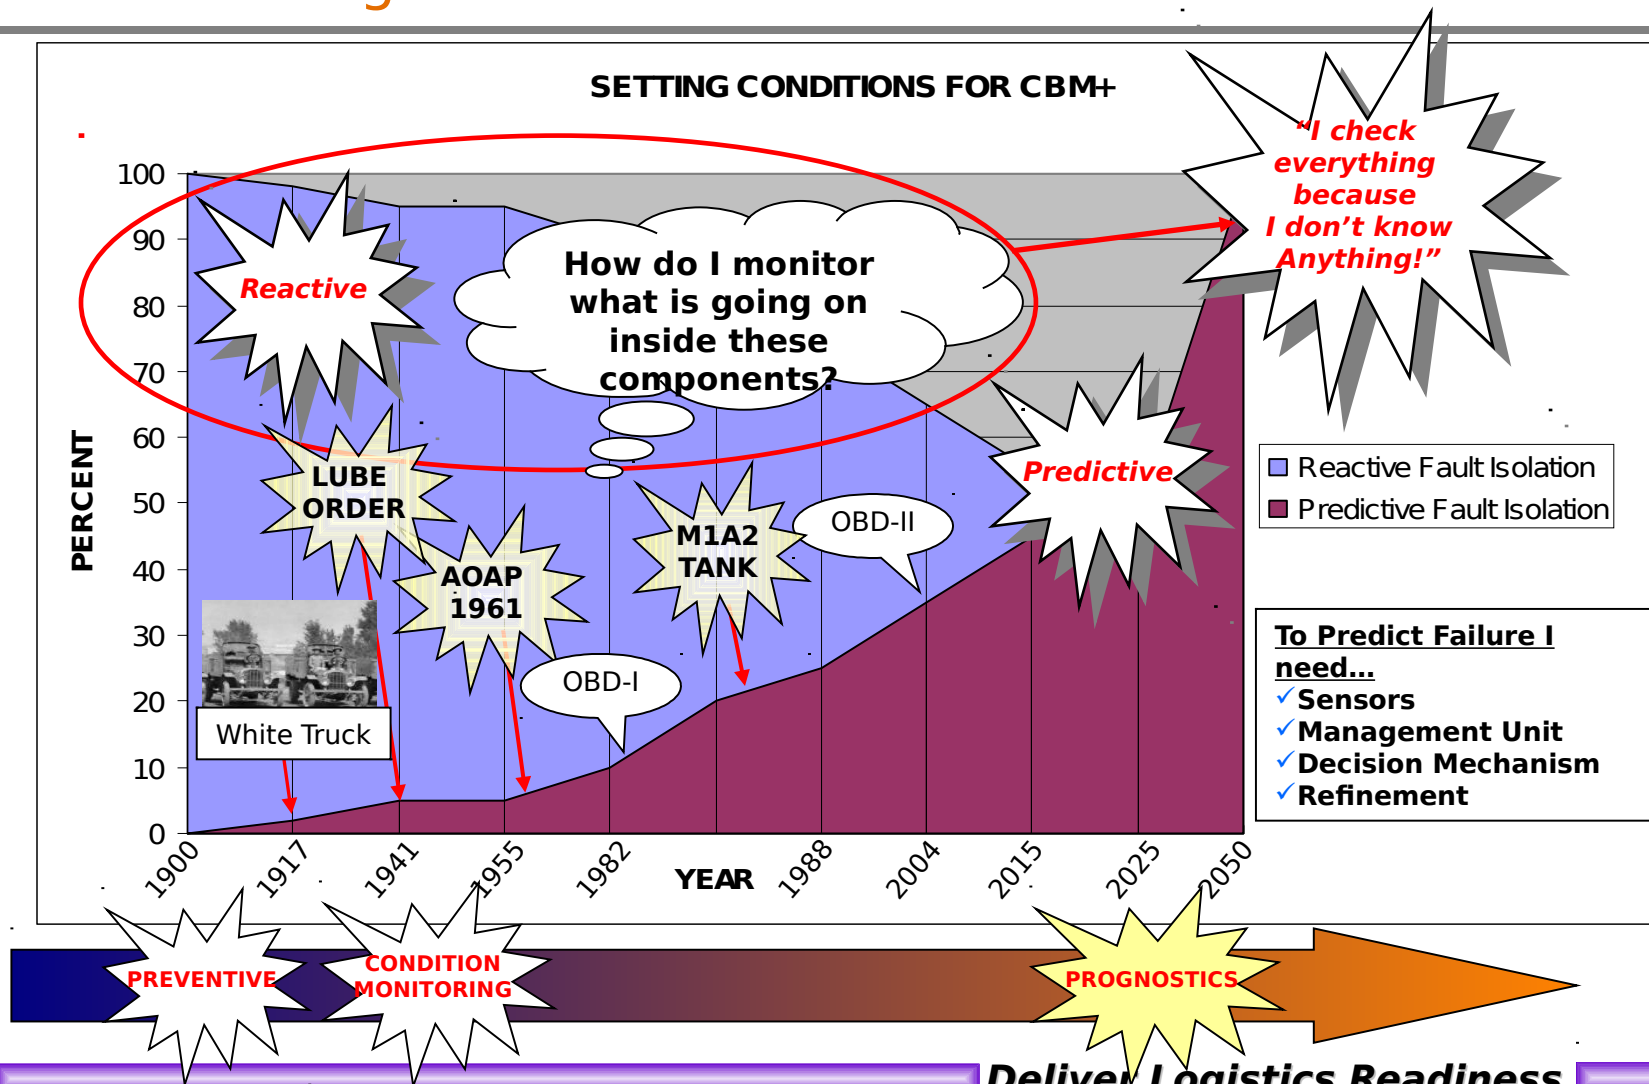 SETTING CONDITIONS FOR CBM+
“I check
everything
because
I don’t know
Anything!”
100
90
80
70
60
50
40
30
20
10
0
PERCENT
Reactive
How do I monitor
what is going on
inside these
components?
LUBE
ORDER
AOAP
1961
M1A2
TANK
OBD-II
OBD-I
Predictive
White Truck
Reactive Fault Isolation
Predictive Fault Isolation
To Predict Failure I
need…
✓Sensors
✓Management Unit
✓Decision Mechanism
✓Refinement
1900 1917 1941 1955 1982 1988 2004 2015 2025 2050
YEAR
PREVENTIVE
CONDITION
MONITORING
PROGNOSTICS
Deliver Logistics Readiness